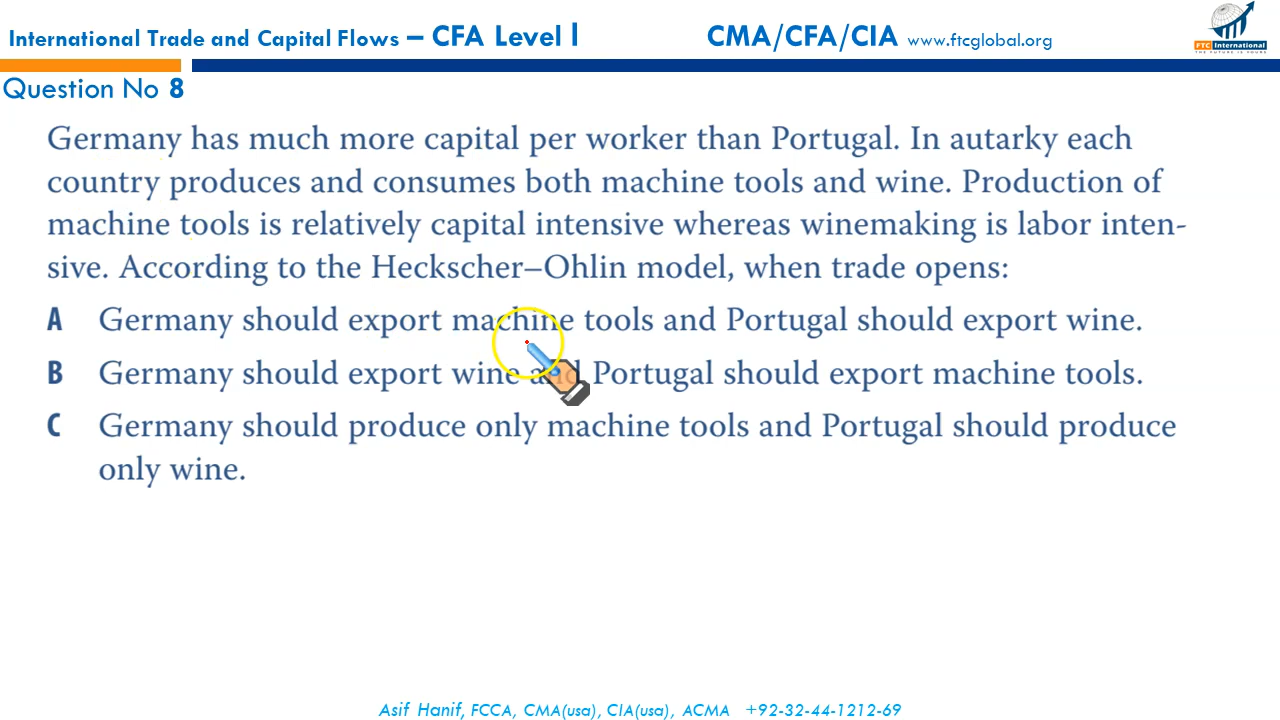 International Trade and Capital Flows – CFA Level I
CMA/CFA/CIA www.ftcglobal.org
FTC International
THE FUTURE IS YOURS
Question No 8
Germany has much more capital per worker than Portugal. In autarky each
country produces and consumes both machine tools and wine. Production of
machine tools is relatively capital intensive whereas winemaking is labor inten-
sive. According to the Heckscher–Ohlin model, when trade opens:
A Germany should export machine tools and Portugal should export wine.
B Germany should export wine and Portugal should export machine tools.
C Germany should produce only machine tools and Portugal should produce
only wine.
Asif Hanif, FCCA, CMA(usa), CIA(usa), ACMA +92-32-44-1212-69